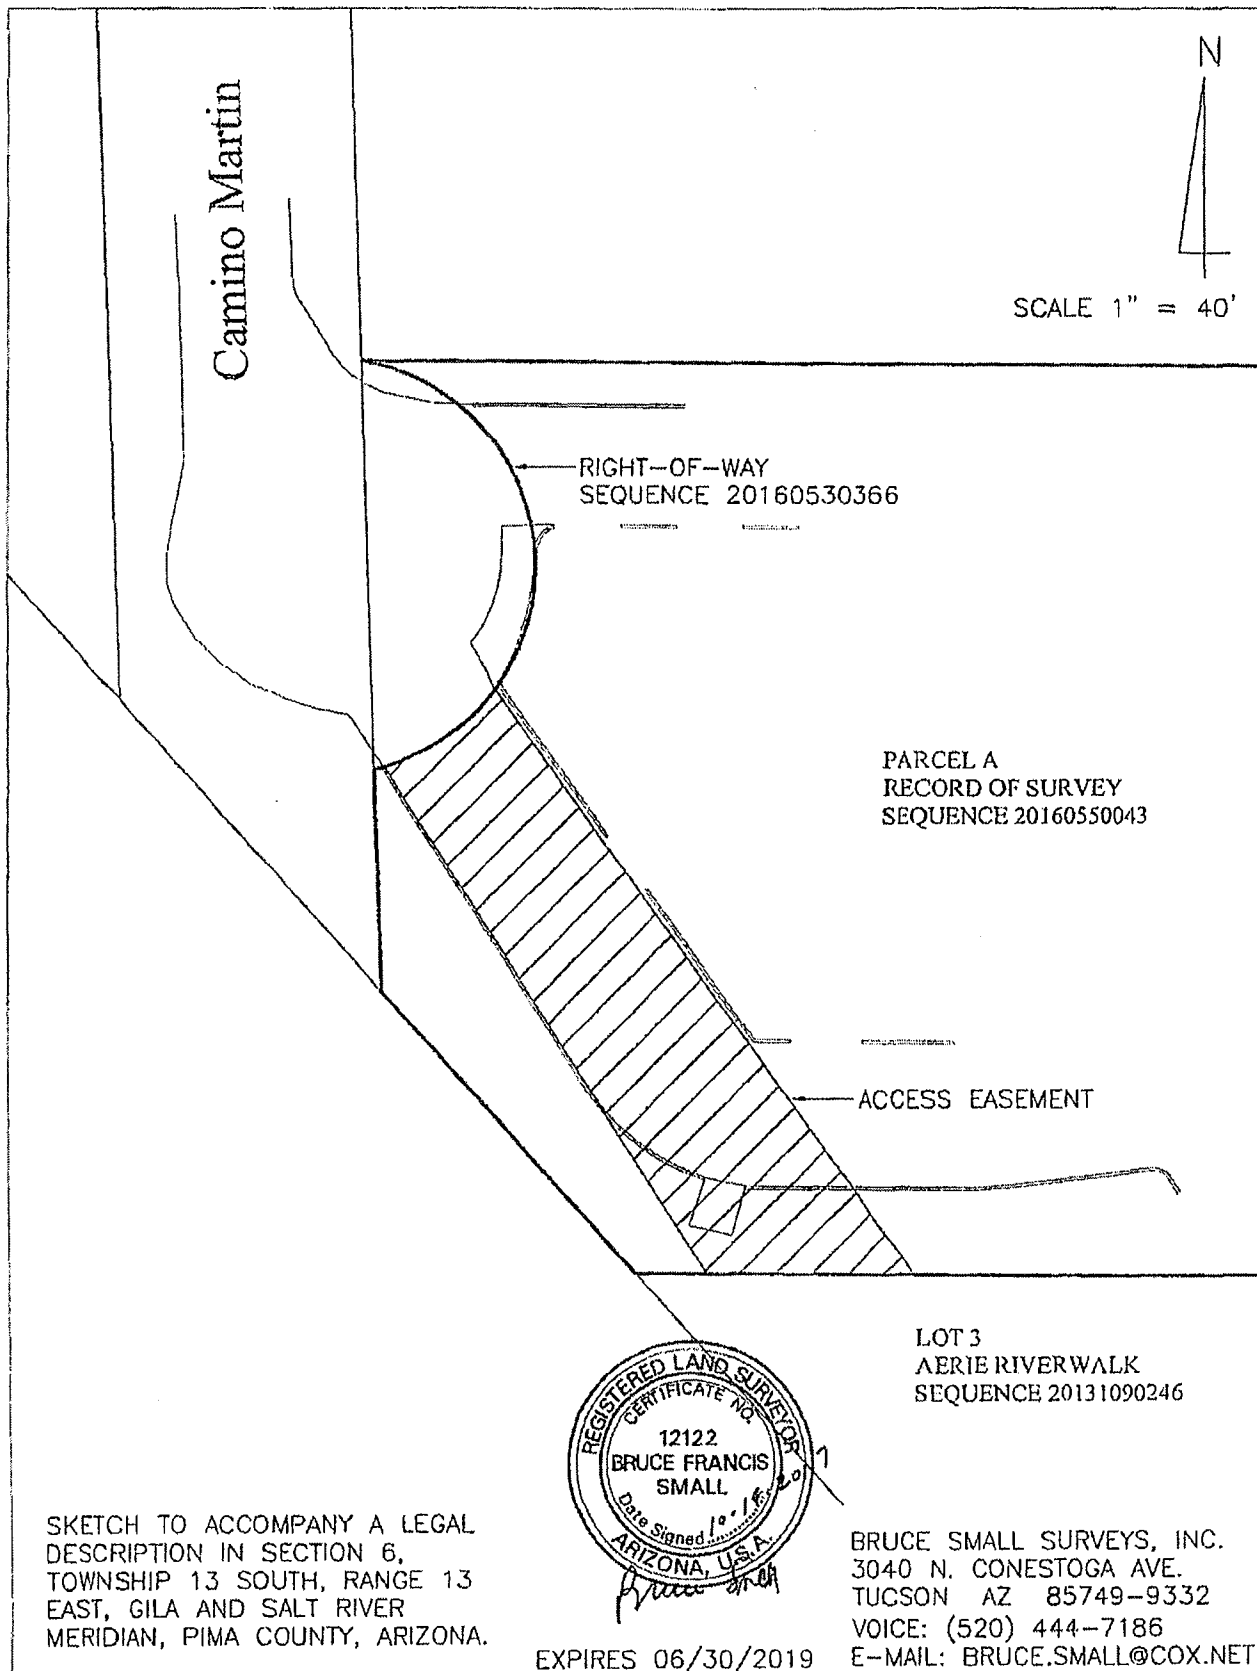 N
SCALE 1" = 40'
Camino Martin
RIGHT-OF-WAY
SEQUENCE 20160530366
PARCEL A
RECORD OF SURVEY
SEQUENCE 20160550043
ACCESS EASEMENT
LOT 3
AERIE RIVERWALK
SEQUENCE 20131090246
REGISTERED LAND SURVEYOR
CERTIFICATE NO.
12122
BRUCE FRANCIS
SMALL
Date Signed
ARIZONA, U.S.A.
SKETCH TO ACCOMPANY A LEGAL
DESCRIPTION IN SECTION 6,
TOWNSHIP 13 SOUTH, RANGE 13
EAST, GILA AND SALT RIVER
MERIDIAN, PIMA COUNTY, ARIZONA.
EXPIRES 06/30/2019
BRUCE SMALL SURVEYS, INC.
3040 N. CONESTOGA AVE.
TUCSON AZ 85749-9332
VOICE: (520) 444-7186
E-MAIL: BRUCE.SMALL@COX.NET